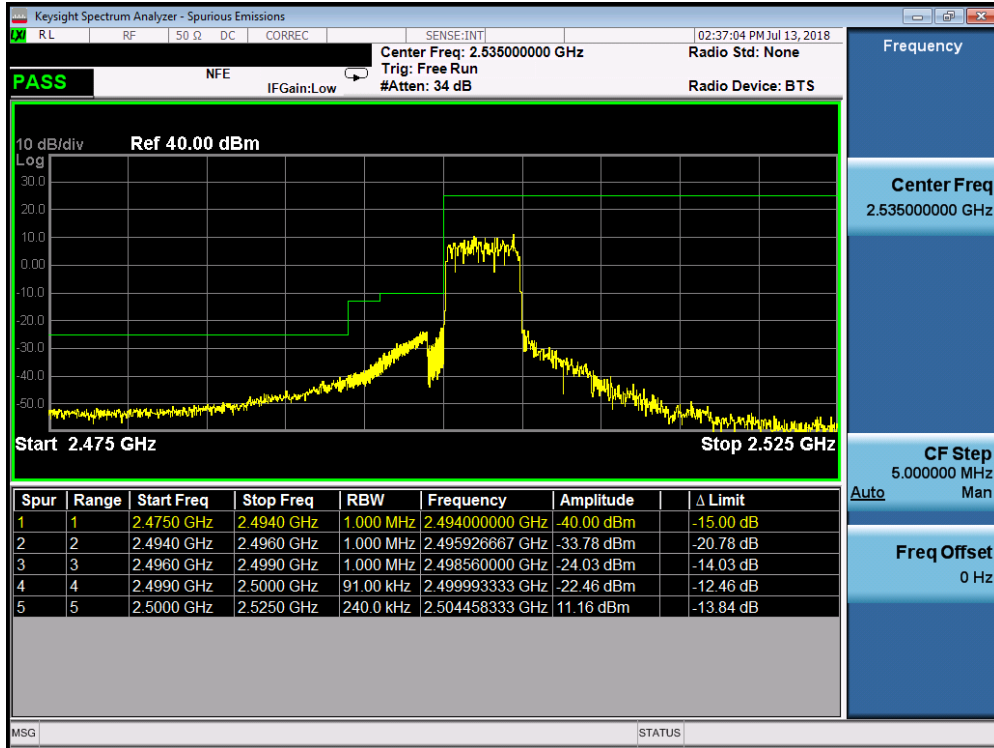 Keysight Spectrum Analyzer - Spurious Emissions
LXI RL RF 50 Ω DC CORREC SENSE:INT 02:37:04 PM Jul 13, 2018
Center Freq: 2.535000000 GHz Radio Std: None
PASS NFE Trig: Free Run
IFGain:Low #Atten: 34 dB Radio Device: BTS
10 dB/div Ref 40.00 dBm
Log
30.0
20.0
10.0
0.00
-10.0
-20.0
-30.0
-40.0
-50.0
Start 2.475 GHz Stop 2.525 GHz
Spur Range Start Freq Stop Freq RBW Frequency Amplitude Δ Limit
1 1 2.4750 GHz 2.4940 GHz 1.000 MHz 2.494000000 GHz -40.00 dBm -15.00 dB
2 2 2.4940 GHz 2.4960 GHz 1.000 MHz 2.495926667 GHz -33.78 dBm -20.78 dB
3 3 2.4960 GHz 2.4990 GHz 1.000 MHz 2.498560000 GHz -24.03 dBm -14.03 dB
4 4 2.4990 GHz 2.5000 GHz 91.00 kHz 2.499993333 GHz -22.46 dBm -12.46 dB
5 5 2.5000 GHz 2.5250 GHz 240.0 kHz 2.504458333 GHz 11.16 dBm -13.84 dB
MSG STATUS
Frequency
Center Freq
2.535000000 GHz
CF Step
5.000000 MHz
Auto Man
Freq Offset
0 Hz